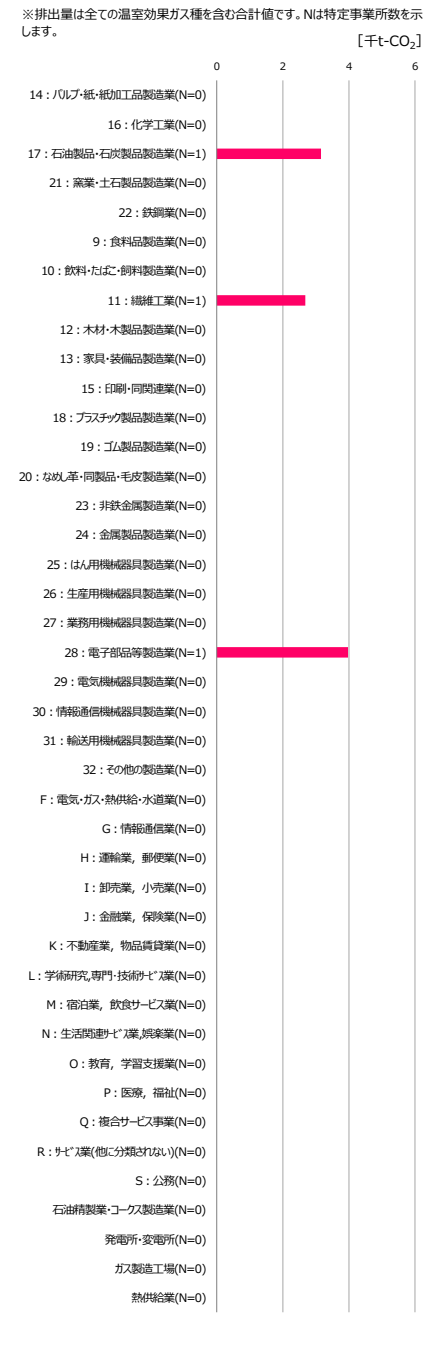 ※排出量は全ての温室効果ガス種を含む合計値です。Nは特定事業所数を示
します。
［千t-CO₂］
0 2 4 6
14：パルプ・紙・紙加工品製造業(N=0)
16：化学工業(N=0)
17：石油製品・石炭製品製造業(N=1)
21：窯業・土石製品製造業(N=0)
22：鉄鋼業(N=0)
9：食料品製造業(N=0)
10：飲料・たばこ・飼料製造業(N=0)
11：繊維工業(N=1)
12：木材・木製品製造業(N=0)
13：家具・装備品製造業(N=0)
15：印刷・同関連業(N=0)
18：プラスチック製品製造業(N=0)
19：ゴム製品製造業(N=0)
20：なめし革・同製品・毛皮製造業(N=0)
23：非鉄金属製造業(N=0)
24：金属製品製造業(N=0)
25：はん用機械器具製造業(N=0)
26：生産用機械器具製造業(N=0)
27：業務用機械器具製造業(N=0)
28：電子部品等製造業(N=1)
29：電気機械器具製造業(N=0)
30：情報通信機械器具製造業(N=0)
31：輸送用機械器具製造業(N=0)
32：その他の製造業(N=0)
F：電気・ガス・熱供給・水道業(N=0)
G：情報通信業(N=0)
H：運輸業，郵便業(N=0)
I：卸売業，小売業(N=0)
J：金融業，保険業(N=0)
K：不動産業，物品賃貸業(N=0)
L：学術研究,専門・技術ｻｰﾋﾞｽ業(N=0)
M：宿泊業，飲食サービス業(N=0)
N：生活関連ｻｰﾋﾞｽ業,娯楽業(N=0)
O：教育，学習支援業(N=0)
P：医療，福祉(N=0)
Q：複合サービス事業(N=0)
R：ｻｰﾋﾞｽ業(他に分類されない)(N=0)
S：公務(N=0)
石油精製業・コークス製造業(N=0)
発電所・変電所(N=0)
ガス製造工場(N=0)
熱供給業(N=0)